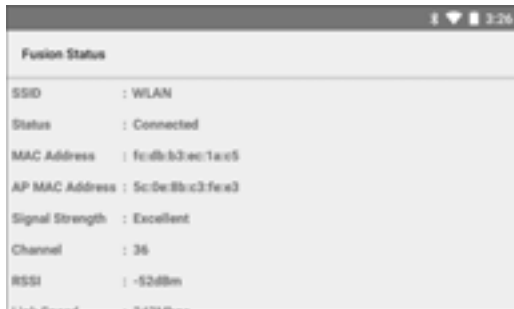 3:26
Fusion Status
SSID : WLAN
Status : Connected
MAC Address : fc:db:b3:ec:1a:c5
AP MAC Address : 5c:0e:8b:c3:fe:e3
Signal Strength : Excellent
Channel : 36
RSSI : -52dBm